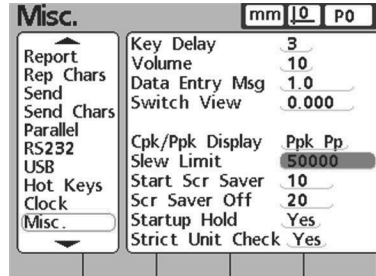 Misc.
mm 0 P0
Report
Rep Chars
Send
Send Chars
Parallel
RS232
USB
Hot Keys
Clock
Misc.
Key Delay 3
Volume 10
Data Entry Msg 1.0
Switch View 0.000
Cpk/Ppk Display Ppk Pp
Slew Limit 50000
Start Scr Saver 10
Scr Saver Off 20
Startup Hold Yes
Strict Unit Check Yes